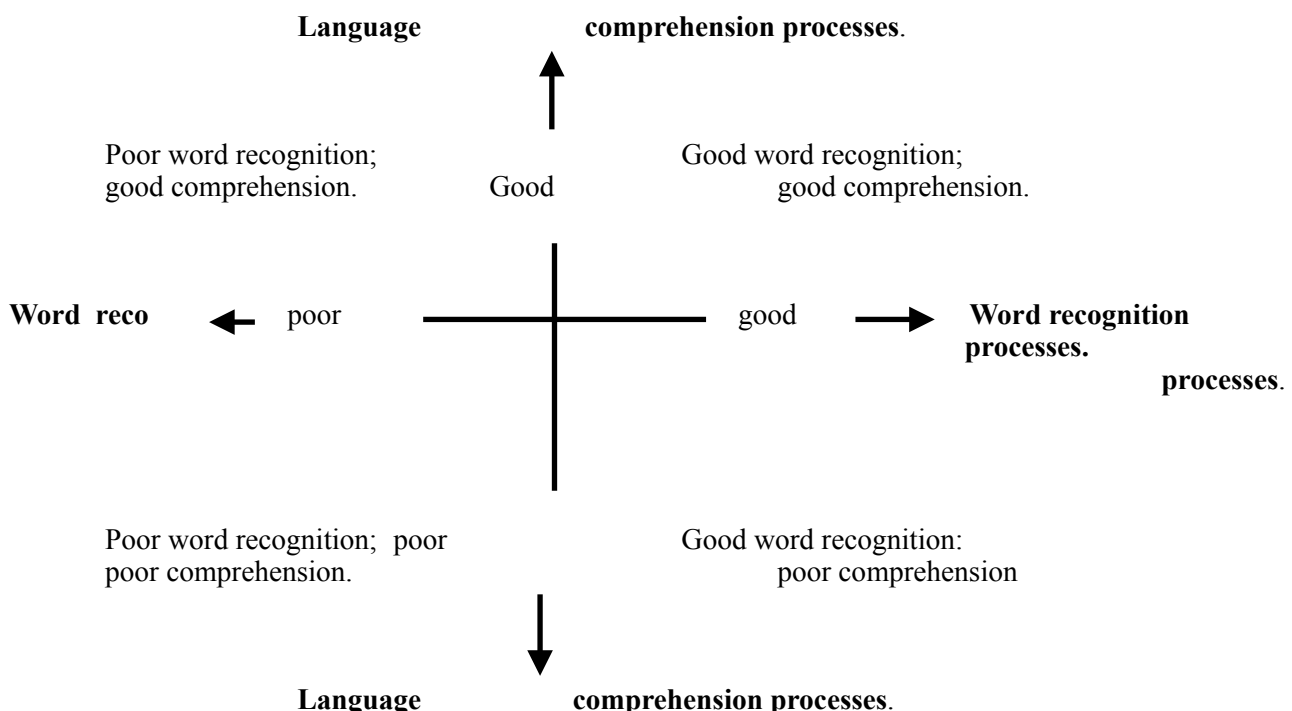 Language comprehension processes.
Poor word recognition; Good word recognition;
good comprehension. Good good comprehension.
Word reco poor good Word recognition
processes.
processes.
Poor word recognition; poor Good word recognition:
poor comprehension. poor comprehension
Language comprehension processes.